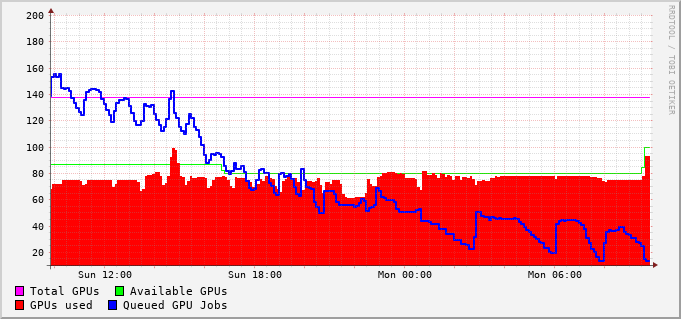 200
180
160
140
120
100
80
60
40
20
Sun 12:00 Sun 18:00 Mon 00:00 Mon 06:00
Total GPUs Available GPUs
GPUs used Queued GPU Jobs
RRDTOOL / TOBI OETIKER